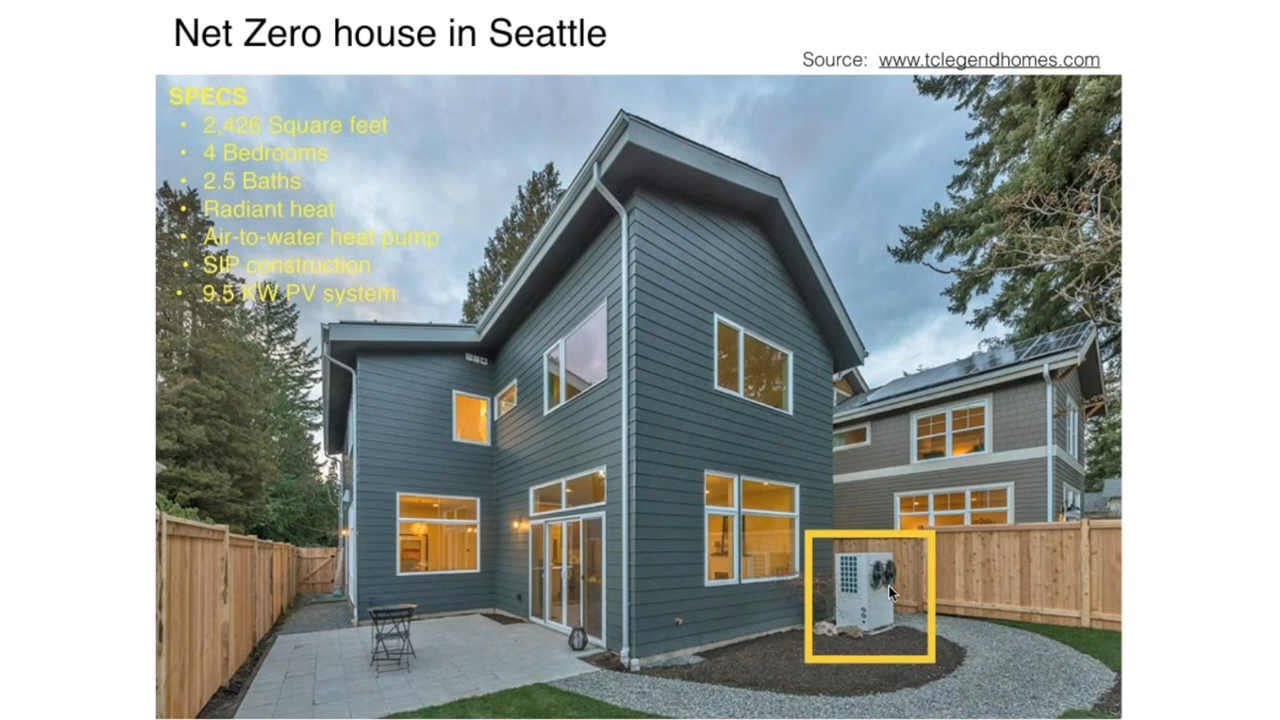 Net Zero house in Seattle
Source: www.tclegendhomes.com
SPECS
• 2,426 Square feet
• 4 Bedrooms
• 2.5 Baths
• Radiant heat
• Air-to-water heat pump
• SIP construction
• 9.5 KW PV system